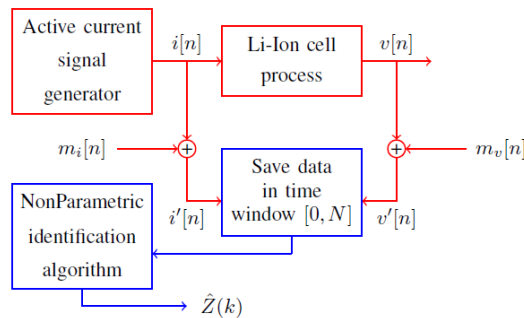 Active current
signal
generator
i[n]
Li-Ion cell
process
v[n]
m_i[n]
+
+
m_v[n]
Save data
in time
window [0, N]
i'[n]
v'[n]
NonParametric
identification
algorithm
Ẑ(k)